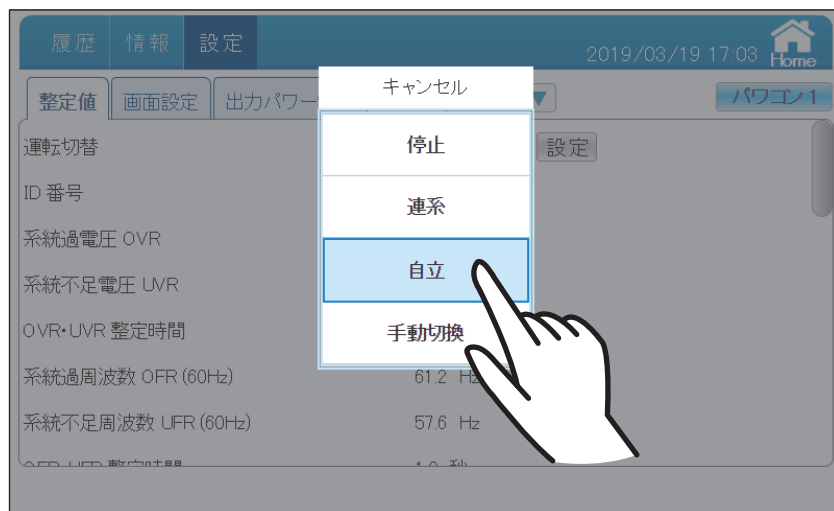 履歴 情報 設定
2019/03/19 17:03 Home
キャンセル
整定値 画面設定 出力パワー ▼ パワコン1
停止
運転切替 設定
ID 番号
連系
系統過電圧 OVR
自立
系統不足電圧 UVR
OVR・UVR 整定時間
手動切換
系統過周波数 OFR (60Hz) 61.2 Hz
系統不足周波数 UFR (60Hz) 57.6 Hz